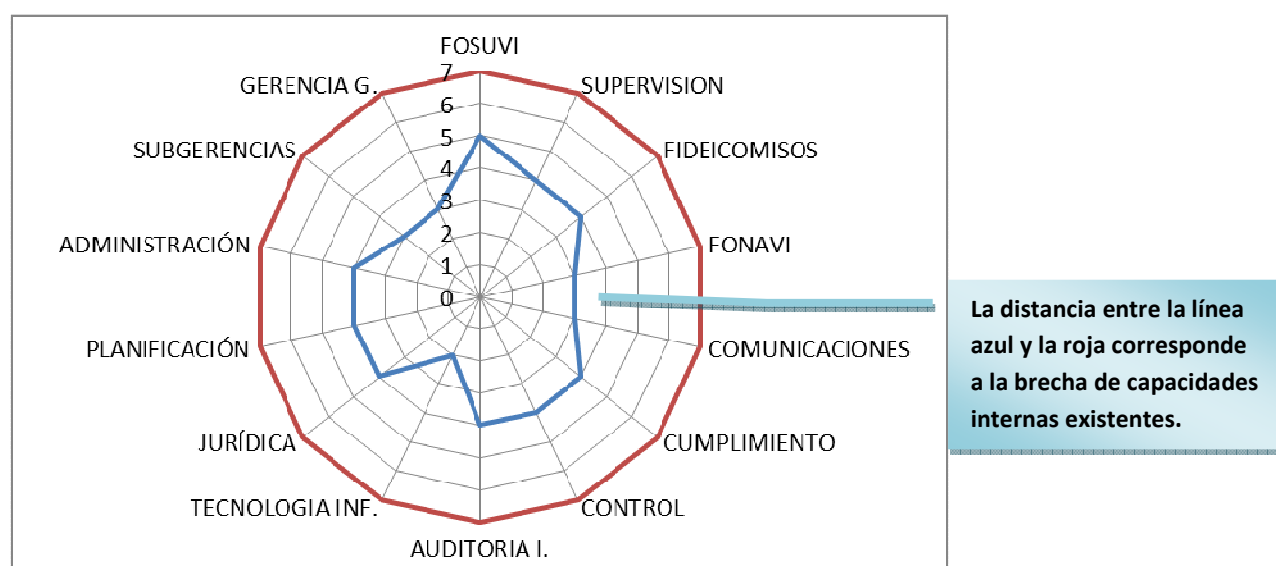 FOSUVI
SUPERVISION
FIDEICOMISOS
FONAVI
COMUNICACIONES
CUMPLIMIENTO
CONTROL
AUDITORIA I.
TECNOLOGIA INF.
JURÍDICA
PLANIFICACIÓN
ADMINISTRACIÓN
SUBGERENCIAS
GERENCIA G.
7
6
5
4
3
2
1
0
La distancia entre la línea
azul y la roja corresponde
a la brecha de capacidades
internas existentes.